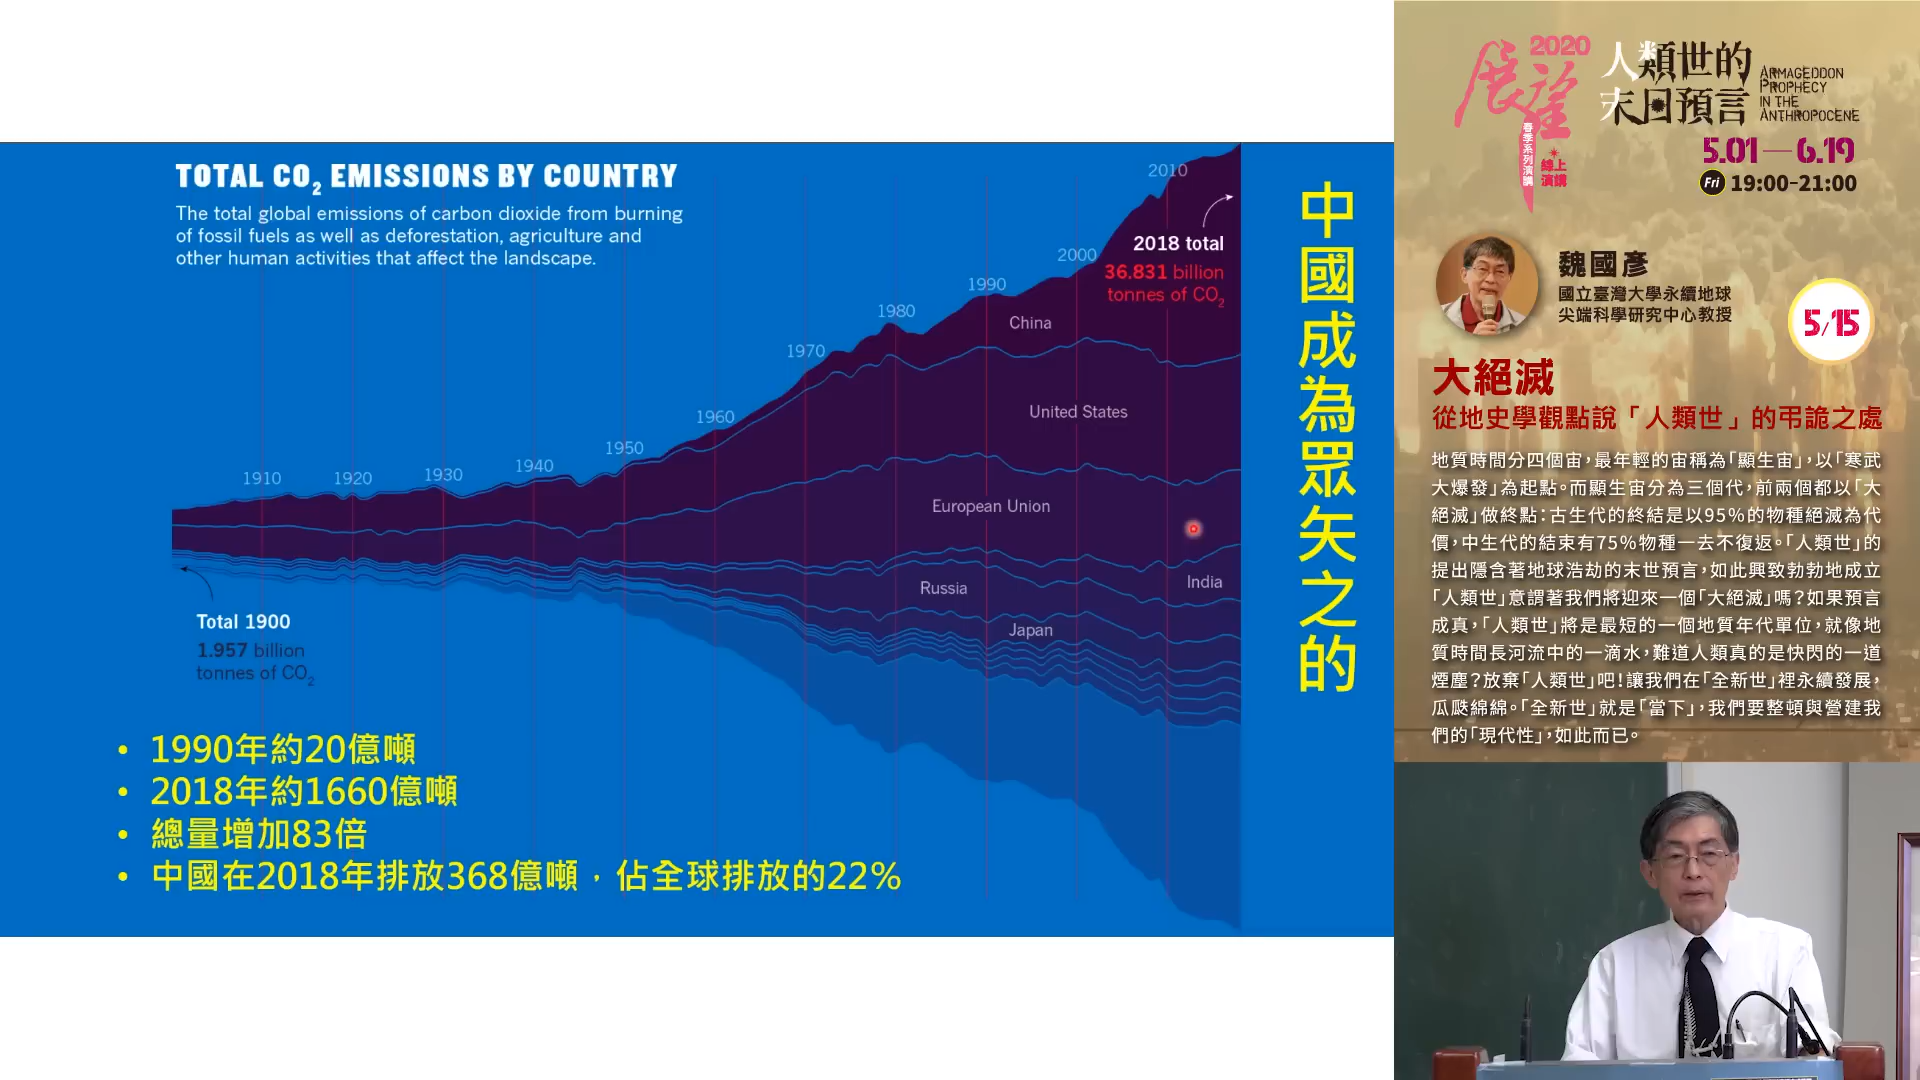 TOTAL CO2 EMISSIONS BY COUNTRY
The total global emissions of carbon dioxide from burning
of fossil fuels as well as deforestation, agriculture and
other human activities that affect the landscape.
1910
1920
1930
1940
1950
1960
1970
1980
1990
2000
2010
2018 total
36.831 billion
tonnes of CO2
China
United States
European Union
Russia
India
Japan
Total 1900
1.957 billion
tonnes of CO2
中國成為眾矢之的
• 1990年約20億噸
• 2018年約1660億噸
• 總量增加83倍
• 中國在2018年排放368億噸，佔全球排放的22%
2020
展望
春季系列演講
線上
演講
人類世的
末日預言
ARMAGEDDON
PROPHECY
IN THE
ANTHROPOCENE
5.01—6.19
Fri 19:00-21:00
魏國彥
國立臺灣大學永續地球
尖端科學研究中心教授
5/15
大絕滅
從地史學觀點說「人類世」的弔詭之處
地質時間分四個宙，最年輕的宙稱為「顯生宙」，以「寒武
大爆發」為起點。而顯生宙分為三個代，前兩個都以「大
絕滅」做終點：古生代的終結是以95%的物種絕滅為代
價，中生代的結束有75%物種一去不復返。「人類世」的
提出隱含著地球浩劫的末世預言，如此興致勃勃地成立
「人類世」意謂著我們將迎來一個「大絕滅」嗎？如果預言
成真，「人類世」將是最短的一個地質年代單位，就像地
質時間長河流中的一滴水，難道人類真的是快閃的一道
煙塵？放棄「人類世」吧！讓我們在「全新世」裡永續發展，
瓜瓞綿綿。「全新世」就是「當下」，我們要整頓與營建我
們的「現代性」，如此而已。